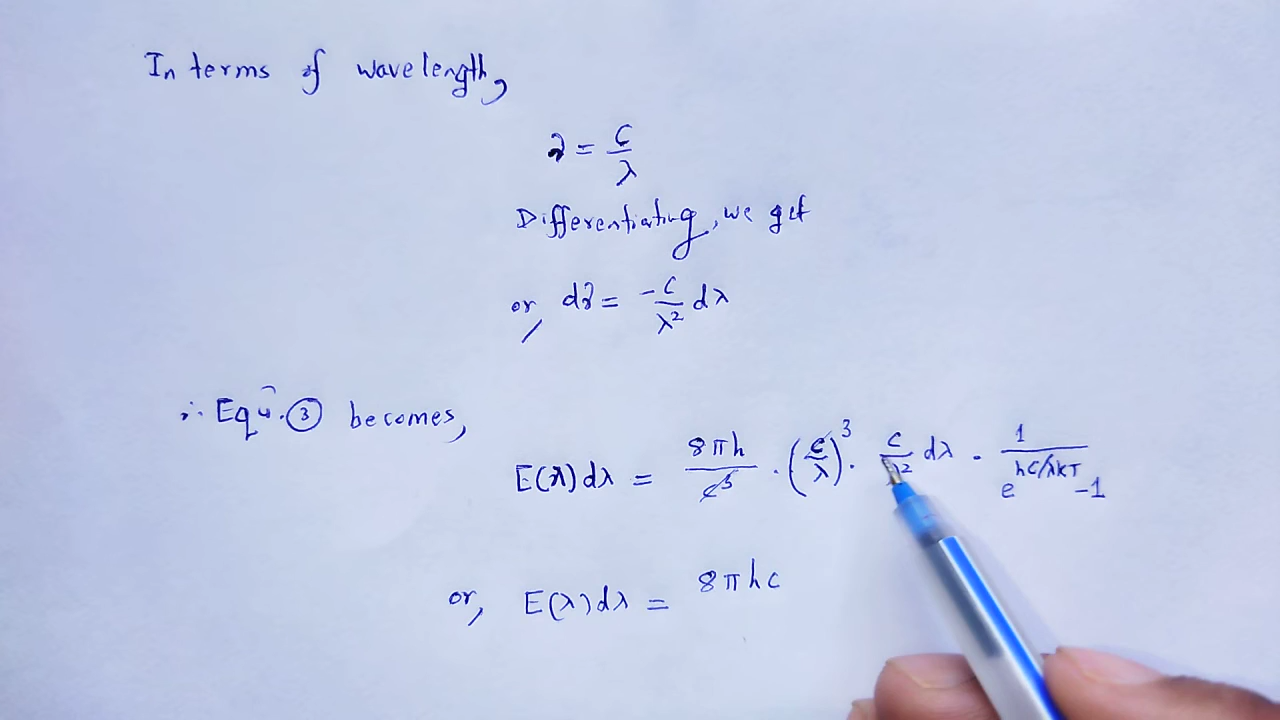 In terms of wavelength,
ν = c/λ
Differentiating, we get
or, dν = -c/λ² dλ
∴ Equn. ③ becomes,
E(λ)dλ = 8πh/c³ · (c/λ)³ · c/λ² dλ · 1/(e^(hc/λkT) -1)
or, E(λ)dλ = 8πhc